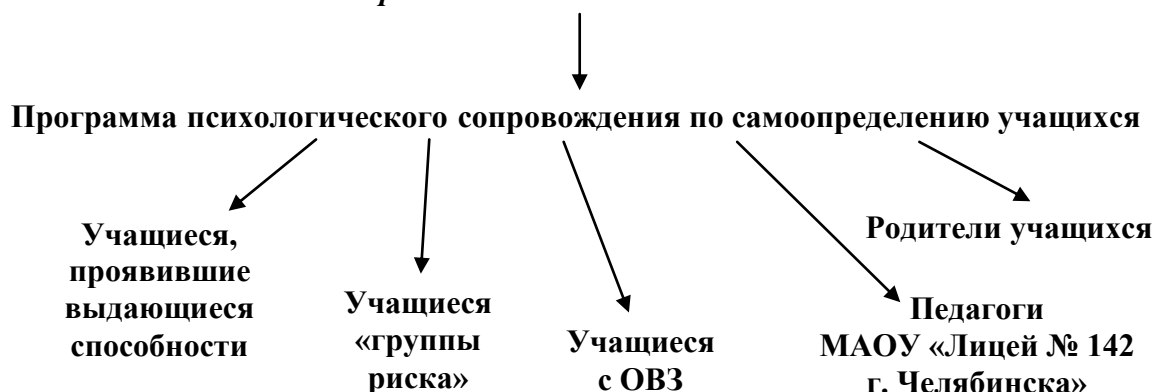 Программа психологического сопровождения по самоопределению учащихся
Учащиеся,
проявившие
выдающиеся
способности
Учащиеся
«группы
риска»
Учащиеся
с ОВЗ
Педагоги
МАОУ «Лицей № 142
г. Челябинска»
Родители учащихся